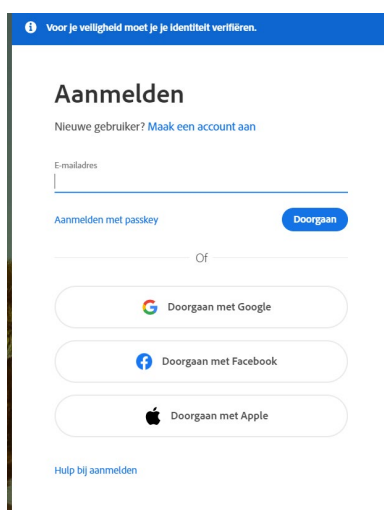 Voor je veiligheid moet je je identiteit verifiëren.
Aanmelden
Nieuwe gebruiker? Maak een account aan
E-mailadres
Aanmelden met passkey
Doorgaan
Of
Doorgaan met Google
Doorgaan met Facebook
Doorgaan met Apple
Hulp bij aanmelden